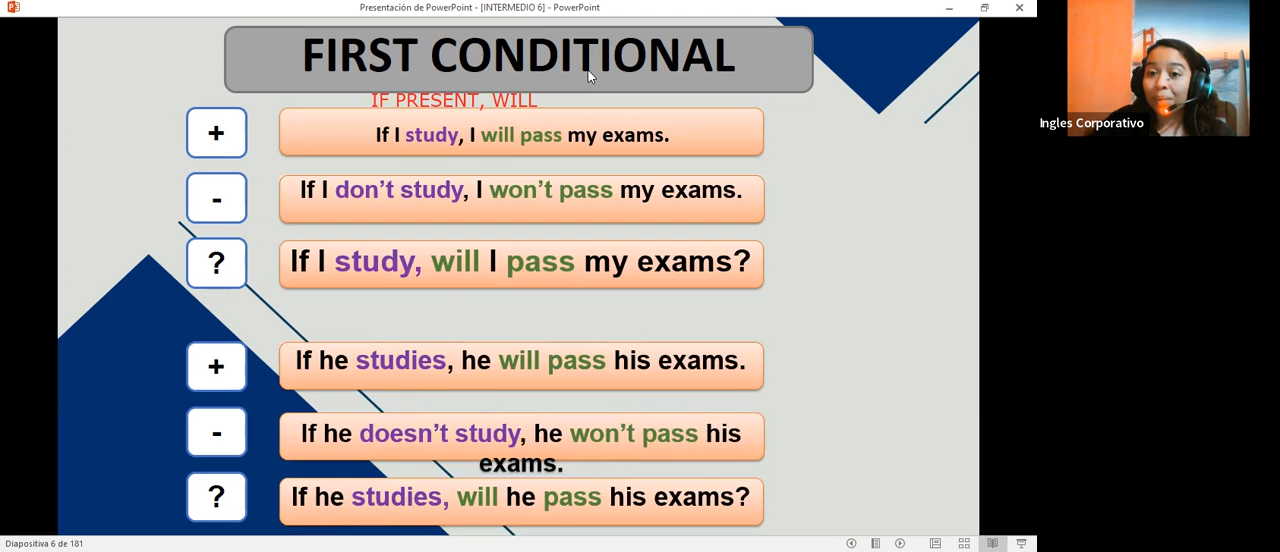 Presentación de PowerPoint - [INTERMEDIO 6] - PowerPoint
FIRST CONDITIONAL
IF PRESENT, WILL
+
If I study, I will pass my exams.
-
If I don’t study, I won’t pass my exams.
?
If I study, will I pass my exams?
+
If he studies, he will pass his exams.
-
If he doesn’t study, he won’t pass his
exams.
?
If he studies, will he pass his exams?
Diapositiva 6 de 181
Ingles Corporativo